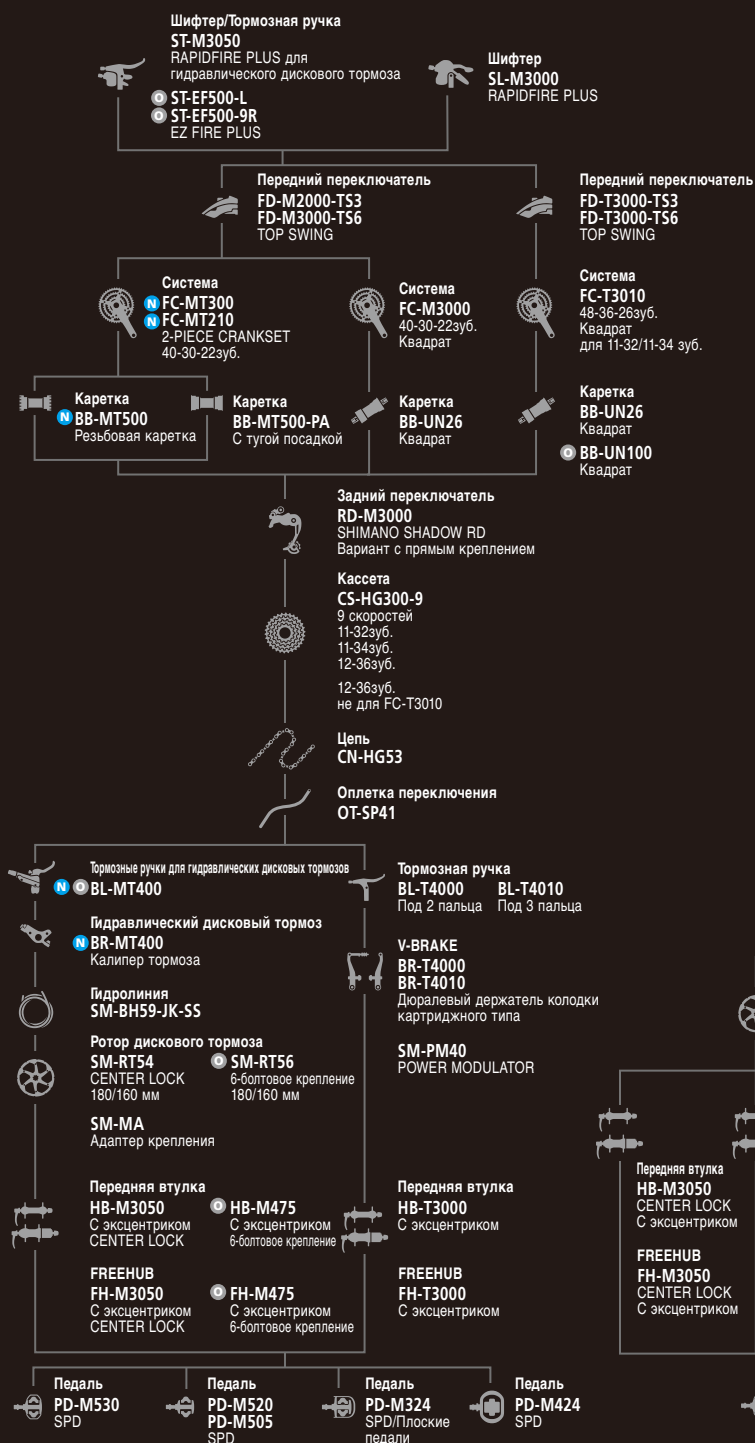 Шифтер/Тормозная ручка
ST-M3050
RAPIDFIRE PLUS для
гидравлического дискового тормоза
O ST-EF500-L
O ST-EF500-9R
EZ FIRE PLUS
Шифтер
SL-M3000
RAPIDFIRE PLUS
Передний переключатель
FD-M2000-TS3
FD-M3000-TS6
TOP SWING
Передний переключатель
FD-T3000-TS3
FD-T3000-TS6
TOP SWING
Система
N FC-MT300
N FC-MT210
2-PIECE CRANKSET
40-30-22зуб.
Система
FC-M3000
40-30-22зуб.
Квадрат
Система
FC-T3010
48-36-26зуб.
Квадрат
для 11-32/11-34 зуб.
Каретка
N BB-MT500
Резьбовая каретка
Каретка
BB-MT500-PA
С тугой посадкой
Каретка
BB-UN26
Квадрат
Каретка
BB-UN26
Квадрат
O BB-UN100
Квадрат
Задний переключатель
RD-M3000
SHIMANO SHADOW RD
Вариант с прямым креплением
Кассета
CS-HG300-9
9 скоростей
11-32зуб.
11-34зуб.
12-36зуб.
12-36зуб.
не для FC-T3010
Цепь
CN-HG53
Оплетка переключения
OT-SP41
Тормозные ручки для гидравлических дисковых тормозов
N O BL-MT400
Гидравлический дисковый тормоз
N BR-MT400
Калипер тормоза
Гидролиния
SM-BH59-JK-SS
Ротор дискового тормоза
SM-RT54
CENTER LOCK
180/160 мм
O SM-RT56
6-болтовое крепление
180/160 мм
SM-MA
Адаптер крепления
Тормозная ручка
BL-T4000
Под 2 пальца
BL-T4010
Под 3 пальца
V-BRAKE
BR-T4000
BR-T4010
Дюралевый держатель колодки
картриджного типа
SM-PM40
POWER MODULATOR
Передняя втулка
HB-M3050
С эксцентриком
CENTER LOCK
O HB-M475
С эксцентриком
6-болтовое крепление
FREEHUB
FH-M3050
С эксцентриком
CENTER LOCK
O FH-M475
С эксцентриком
6-болтовое крепление
Передняя втулка
HB-T3000
С эксцентриком
FREEHUB
FH-T3000
С эксцентриком
Передняя втулка
HB-M3050
CENTER LOCK
С эксцентриком
FREEHUB
FH-M3050
CENTER LOCK
С эксцентриком
Педаль
PD-M530
SPD
Педаль
PD-M520
PD-M505
SPD
Педаль
PD-M324
SPD/Плоские
педали
Педаль
PD-M424
SPD